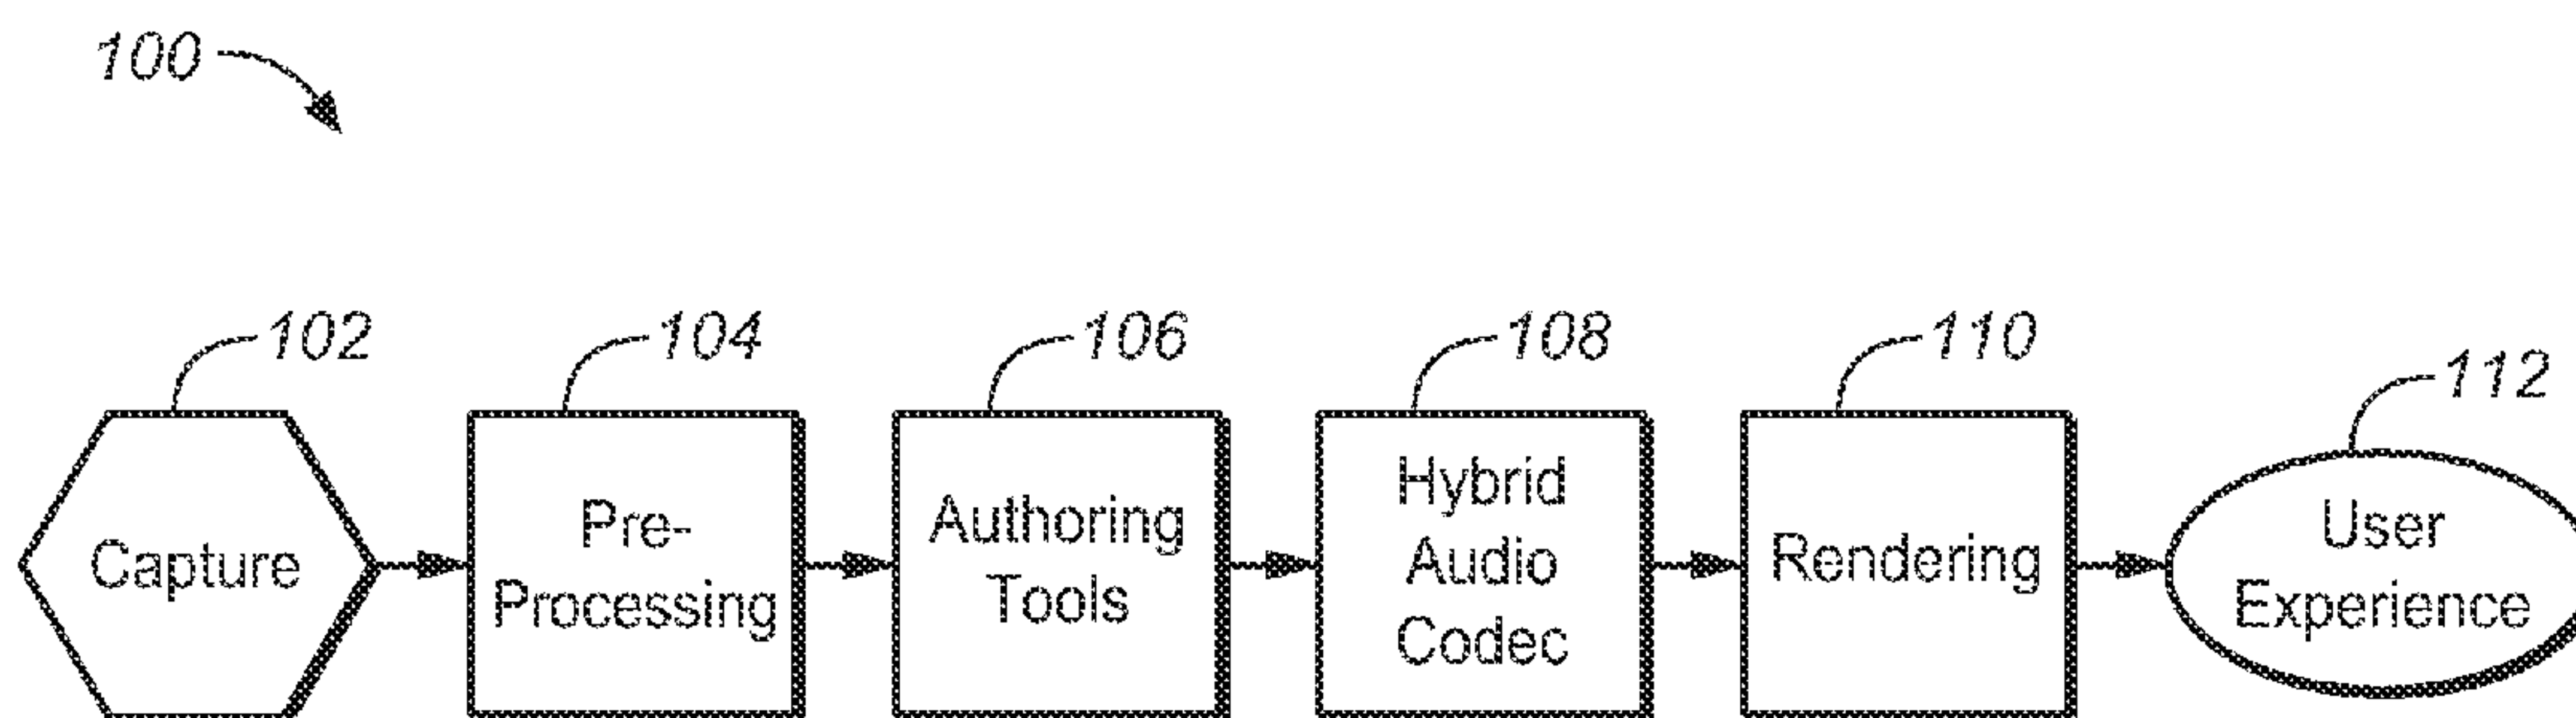 100
102
104
106
108
110
112
Capture
Pre-
Processing
Authoring
Tools
Hybrid
Audio
Codec
Rendering
User
Experience